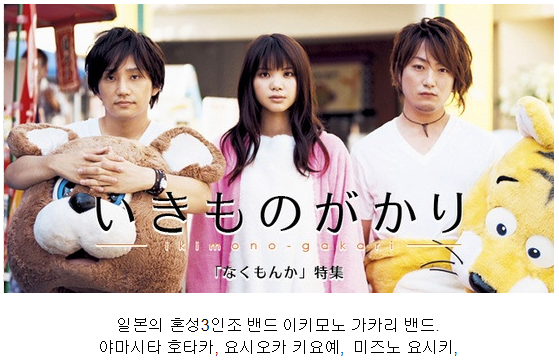 いきものがかり
ikimono-gakari
「なくもんか」特集
일본의 혼성3인조 밴드 이키모노 가카리 밴드.
야마시타 호타카, 요시오카 키요예, 미즈노 요시키,